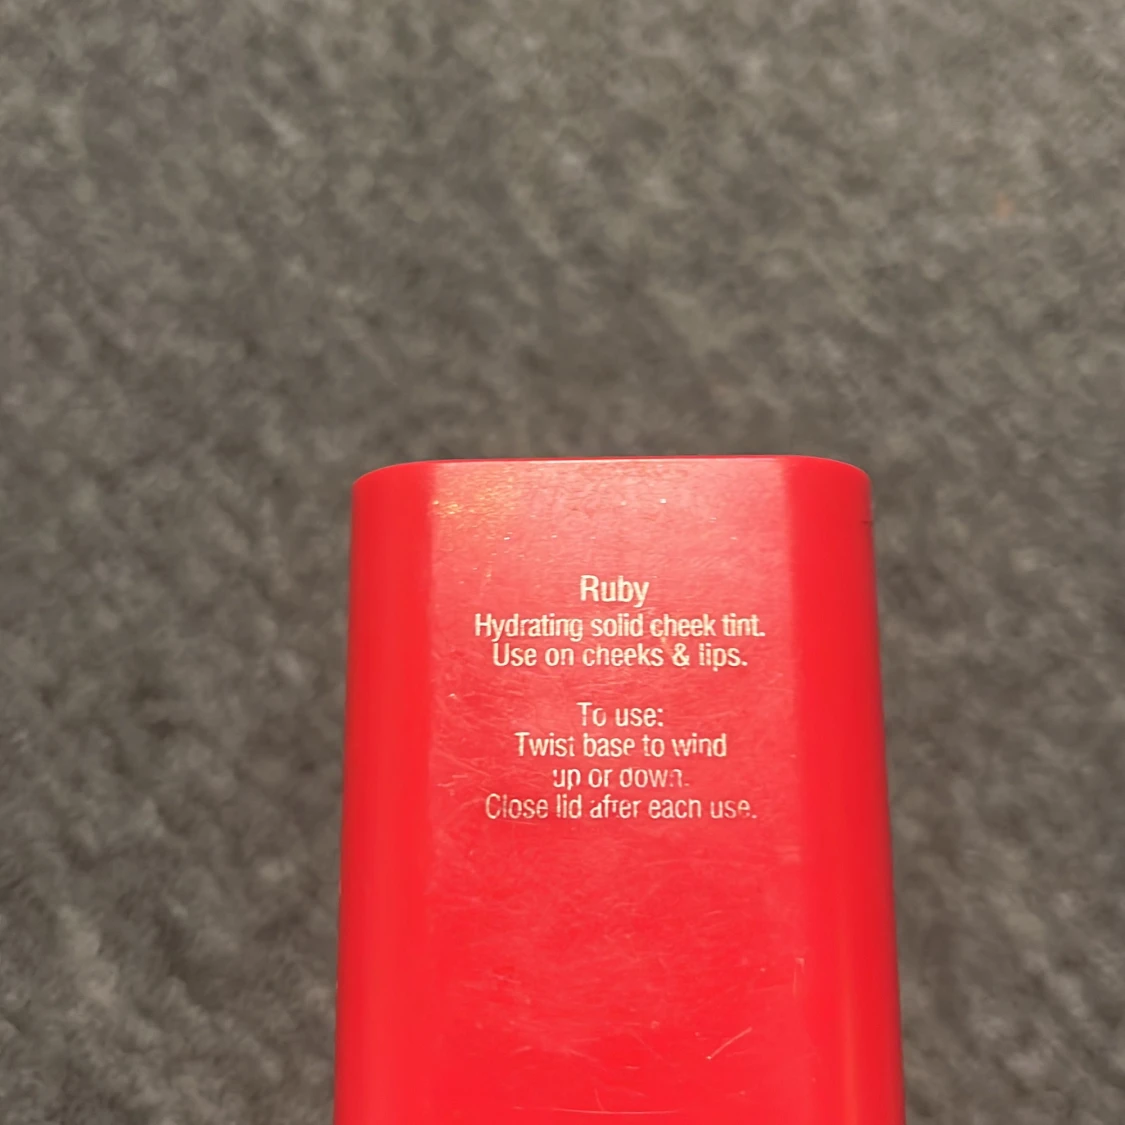 Ruby
Hydrating solid cheek tint.
Use on cheeks & lips.
To use:
Twist base to wind
up or down.
Close lid after each use.